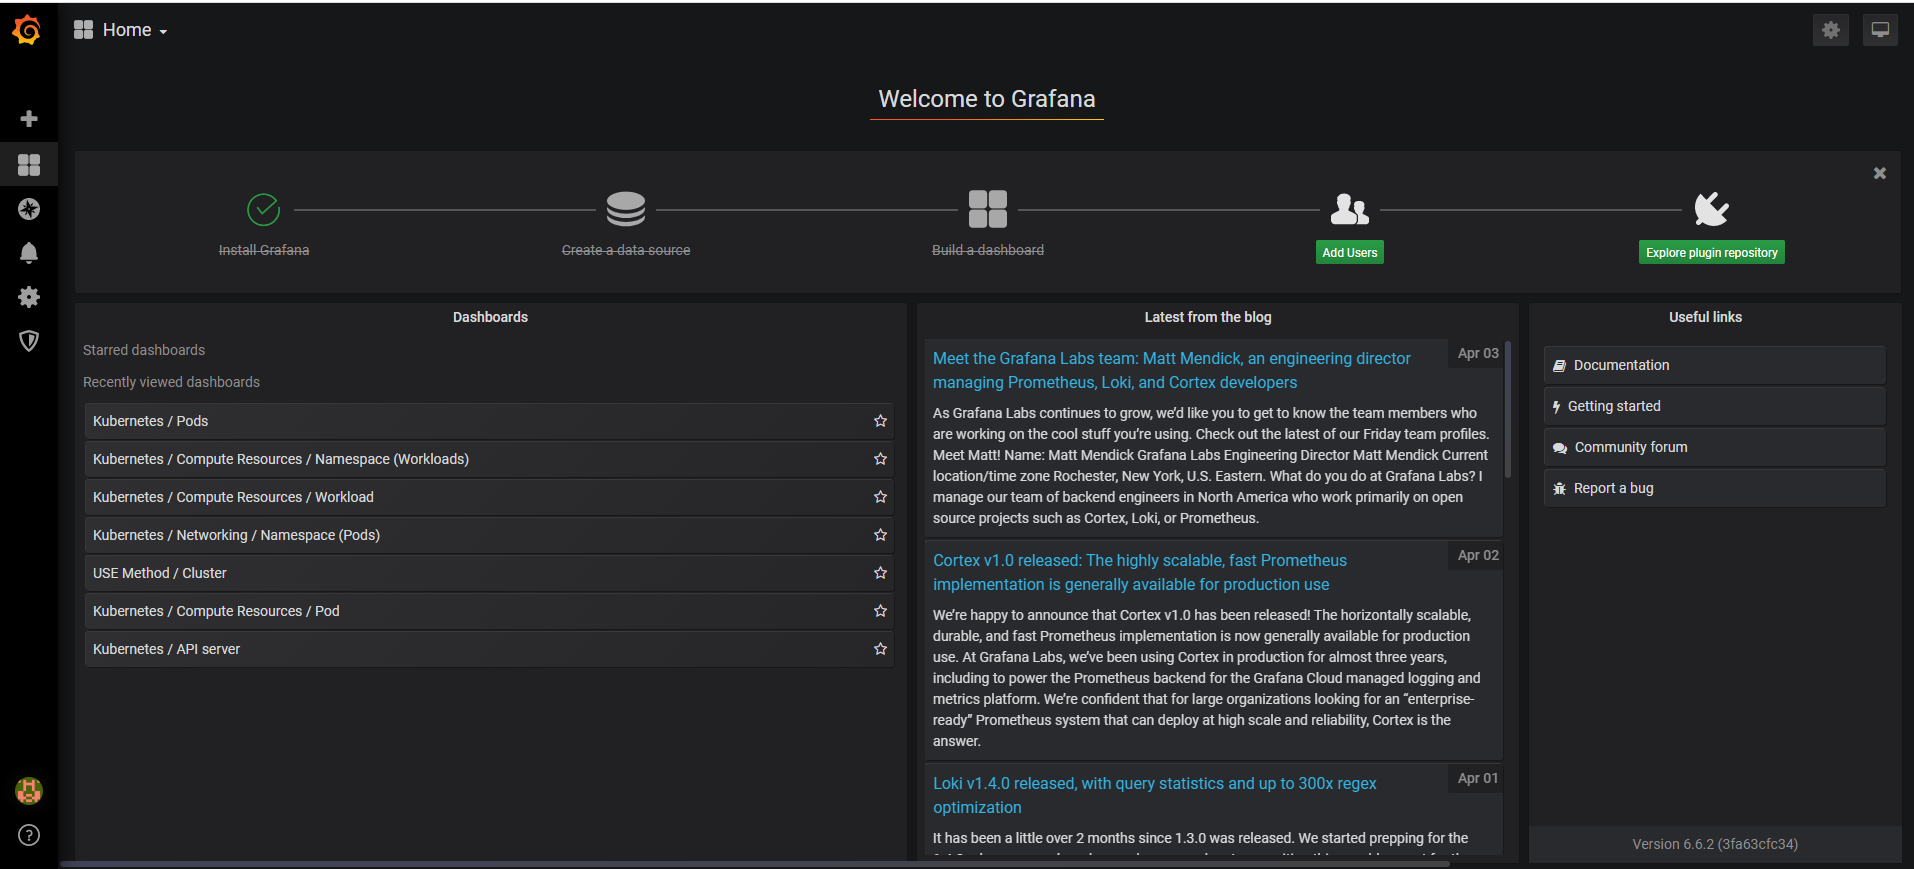 Home
Welcome to Grafana
Install Grafana
Create a data source
Build a dashboard
Add Users
Explore plugin repository
Dashboards
Starred dashboards
Recently viewed dashboards
Kubernetes / Pods
Kubernetes / Compute Resources / Namespace (Workloads)
Kubernetes / Compute Resources / Workload
Kubernetes / Networking / Namespace (Pods)
USE Method / Cluster
Kubernetes / Compute Resources / Pod
Kubernetes / API server
Latest from the blog
Meet the Grafana Labs team: Matt Mendick, an engineering director
managing Prometheus, Loki, and Cortex developers
Apr 03
As Grafana Labs continues to grow, we’d like you to get to know the team members who
are working on the cool stuff you’re using. Check out the latest of our Friday team profiles.
Meet Matt! Name: Matt Mendick Grafana Labs Engineering Director Matt Mendick Current
location/time zone Rochester, New York, U.S. Eastern. What do you do at Grafana Labs? I
manage our team of backend engineers in North America who work primarily on open
source projects such as Cortex, Loki, or Prometheus.
Cortex v1.0 released: The highly scalable, fast Prometheus
implementation is generally available for production use
Apr 02
We’re happy to announce that Cortex v1.0 has been released! The horizontally scalable,
durable, and fast Prometheus implementation is now generally available for production
use. At Grafana Labs, we’ve been using Cortex in production for almost three years,
including to power the Prometheus backend for the Grafana Cloud managed logging and
metrics platform. We’re confident that for large organizations looking for an “enterprise-
ready” Prometheus system that can deploy at high scale and reliability, Cortex is the
answer.
Loki v1.4.0 released, with query statistics and up to 300x regex
optimization
Apr 01
It has been a little over 2 months since 1.3.0 was released. We started prepping for the
Useful links
Documentation
Getting started
Community forum
Report a bug
Version 6.6.2 (3fa63cfc34)